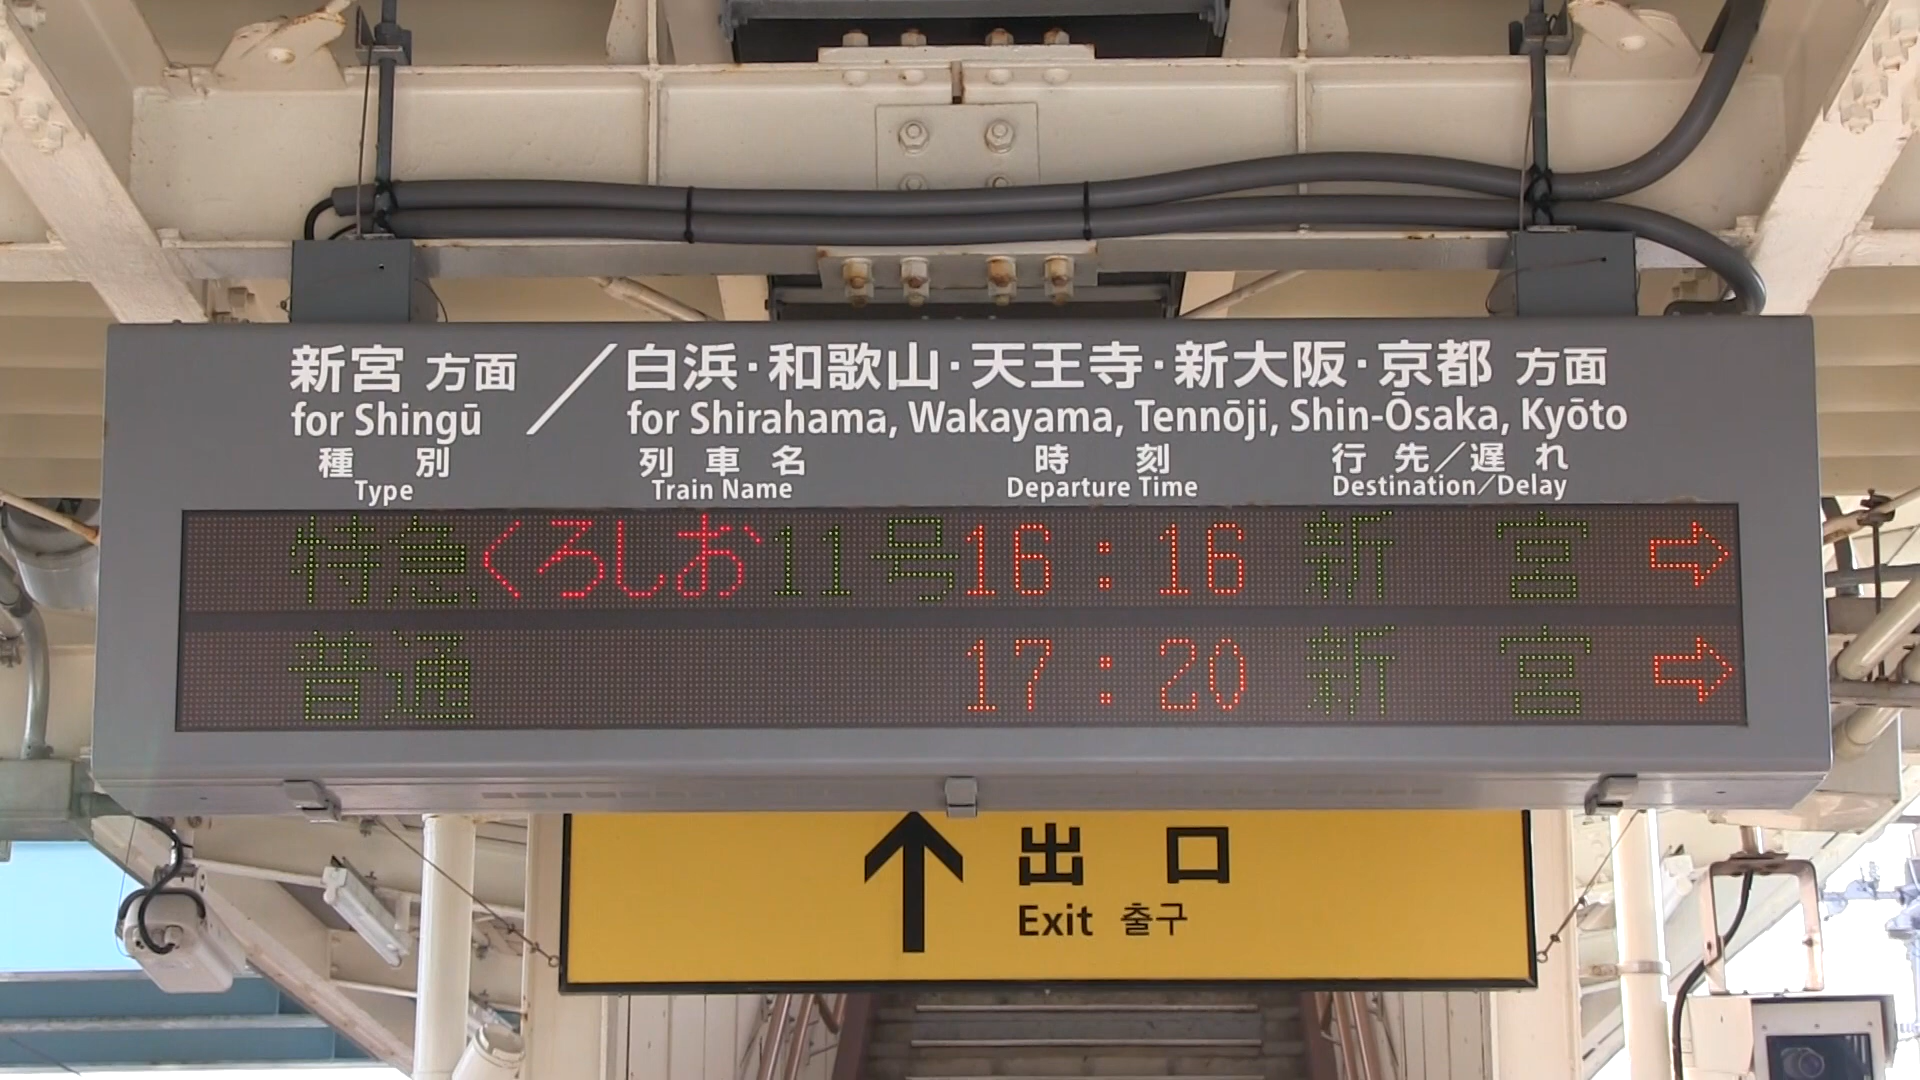 新宮 方面／白浜・和歌山・天王寺・新大阪・京都 方面
for Shingū for Shirahama, Wakayama, Tennōji, Shin-Ōsaka, Kyōto
種別 列車名 時刻 行先／遅れ
Type Train Name Departure Time Destination/Delay
特急くろしお11号16:16 新宮 ⇨
普通 17:20 新宮 ⇨
↑ 出口
Exit 출구